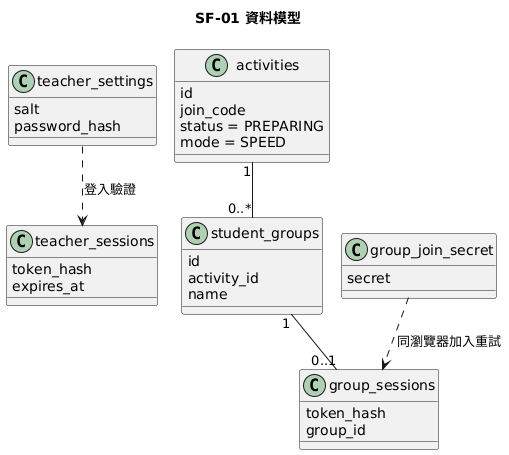 SF-01 資料模型
C teacher_settings
salt
password_hash
C activities
id
join_code
status = PREPARING
mode = SPEED
登入驗證
1
0..*
C teacher_sessions
token_hash
expires_at
C student_groups
id
activity_id
name
C group_join_secret
secret
1
0..1
同瀏覽器加入重試
C group_sessions
token_hash
group_id